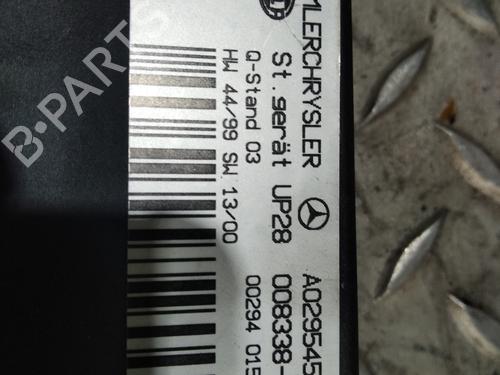 MLERCHRYSLER A029545
St.gerät UP28 008338-
Q-Stand 03
HW 44/99 SW. 13/00 00294 015
B-PARTS